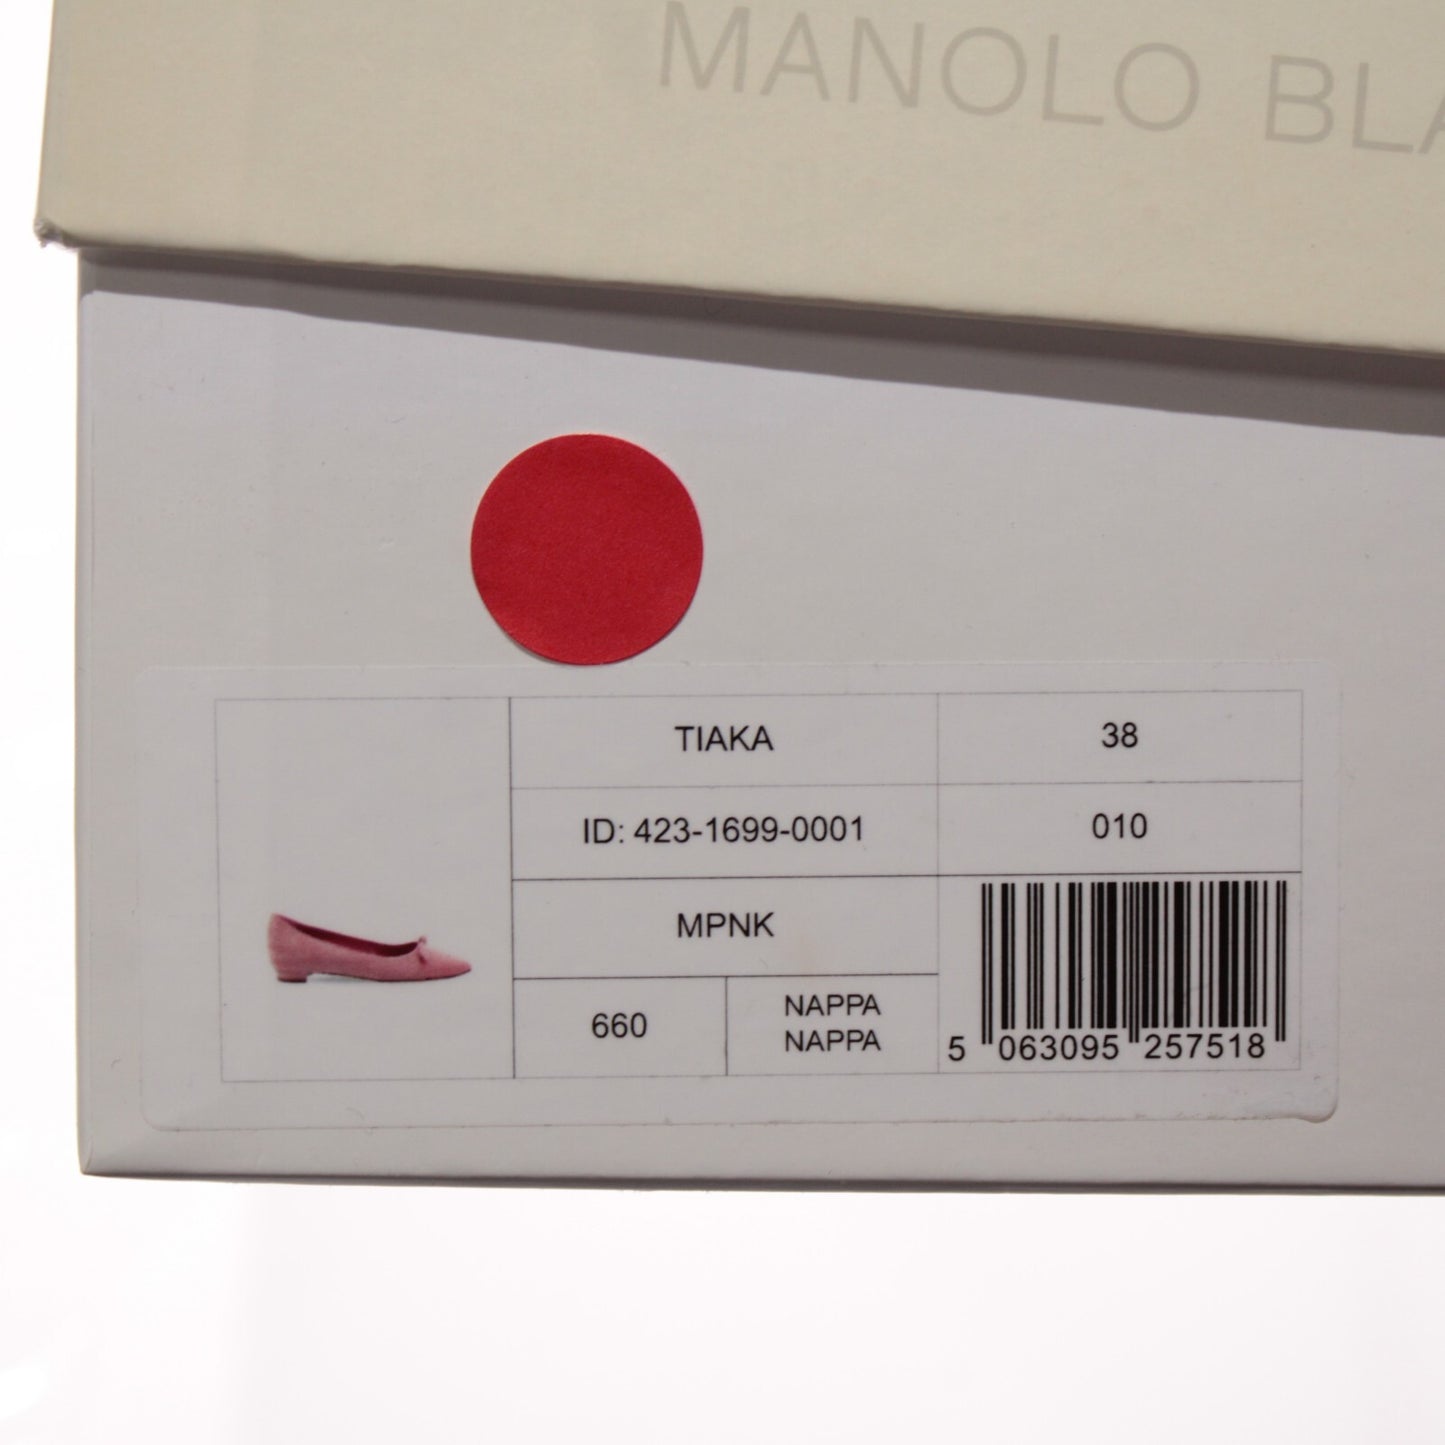 MANOLO BLA
TIAKA
38
ID: 423-1699-0001
010
MPNK
660
NAPPA
NAPPA
5 063095 257518